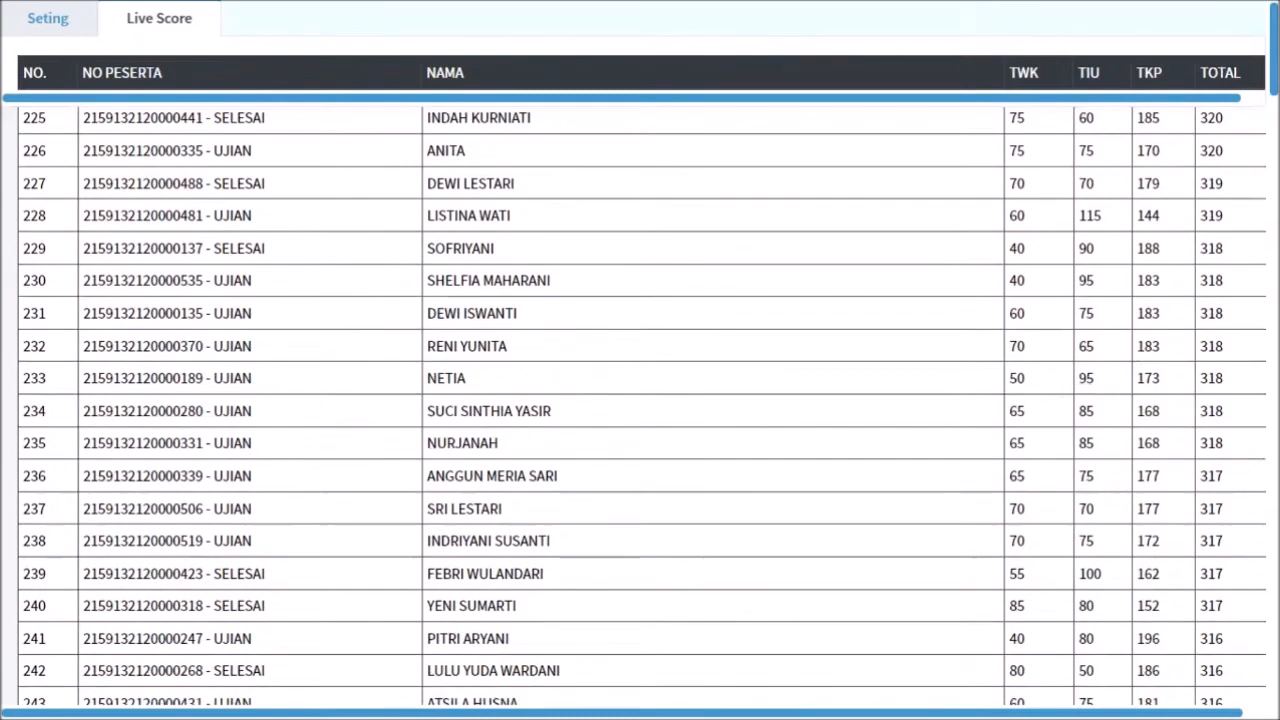 Seting Live Score
NO. NO PESERTA NAMA TWK TIU TKP TOTAL
225 2159132120000441 - SELESAI INDAH KURNIATI 75 60 185 320
226 2159132120000335 - UJIAN ANITA 75 75 170 320
227 2159132120000488 - SELESAI DEWI LESTARI 70 70 179 319
228 2159132120000481 - UJIAN LISTINA WATI 60 115 144 319
229 2159132120000137 - SELESAI SOFRIYANI 40 90 188 318
230 2159132120000535 - UJIAN SHELFIA MAHARANI 40 95 183 318
231 2159132120000135 - UJIAN DEWI ISWANTI 60 75 183 318
232 2159132120000370 - UJIAN RENI YUNITA 70 65 183 318
233 2159132120000189 - UJIAN NETIA 50 95 173 318
234 2159132120000280 - UJIAN SUCI SINTHIA YASIR 65 85 168 318
235 2159132120000331 - UJIAN NURJANAH 65 85 168 318
236 2159132120000339 - UJIAN ANGGUN MERIA SARI 65 75 177 317
237 2159132120000506 - UJIAN SRI LESTARI 70 70 177 317
238 2159132120000519 - UJIAN INDRIYANI SUSANTI 70 75 172 317
239 2159132120000423 - SELESAI FEBRI WULANDARI 55 100 162 317
240 2159132120000318 - SELESAI YENI SUMARTI 85 80 152 317
241 2159132120000247 - UJIAN PITRI ARYANI 40 80 196 316
242 2159132120000268 - SELESAI LULU YUDA WARDANI 80 50 186 316
243 2159132120000431 - UJIAN ATSILA HUSNA 60 75 181 316